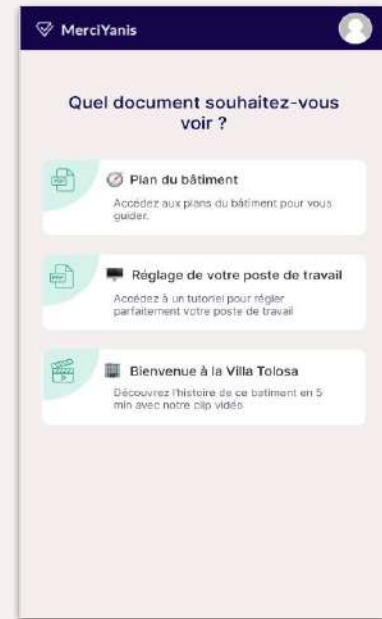 MerciYanis
Quel document souhaitez-vous
voir ?
PDF
Plan du bâtiment
Accédez aux plans du bâtiment pour vous
guider.
PDF
Réglage de votre poste de travail
Accédez à un tutoriel pour régler
parfaitement votre poste de travail
Bienvenue à la Villa Tolosa
Découvrez l'histoire de ce batiment en 5
min avec notre clip vidéo